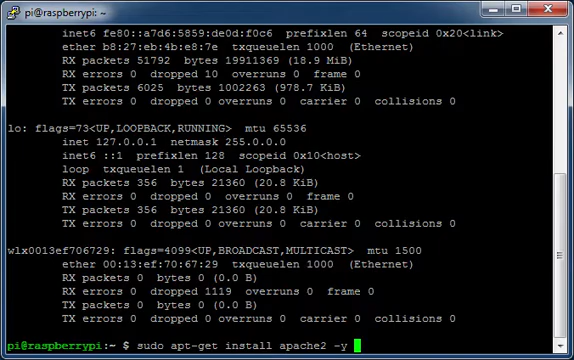 pi@raspberrypi: ~
inet6 fe80::a7d6:5859:de0d:f0c6 prefixlen 64 scopeid 0x20<link>
ether b8:27:eb:4b:e8:7e txqueuelen 1000 (Ethernet)
RX packets 51792 bytes 19911369 (18.9 MiB)
RX errors 0 dropped 10 overruns 0 frame 0
TX packets 6025 bytes 1002263 (978.7 KiB)
TX errors 0 dropped 0 overruns 0 carrier 0 collisions 0
lo: flags=73<UP,LOOPBACK,RUNNING> mtu 65536
inet 127.0.0.1 netmask 255.0.0.0
inet6 ::1 prefixlen 128 scopeid 0x10<host>
loop txqueuelen 1 (Local Loopback)
RX packets 356 bytes 21360 (20.8 KiB)
RX errors 0 dropped 0 overruns 0 frame 0
TX packets 356 bytes 21360 (20.8 KiB)
TX errors 0 dropped 0 overruns 0 carrier 0 collisions 0
wlx0013ef706729: flags=4099<UP,BROADCAST,MULTICAST> mtu 1500
ether 00:13:ef:70:67:29 txqueuelen 1000 (Ethernet)
RX packets 0 bytes 0 (0.0 B)
RX errors 0 dropped 1119 overruns 0 frame 0
TX packets 0 bytes 0 (0.0 B)
TX errors 0 dropped 0 overruns 0 carrier 0 collisions 0
pi@raspberrypi:~ $ sudo apt-get install apache2 -y